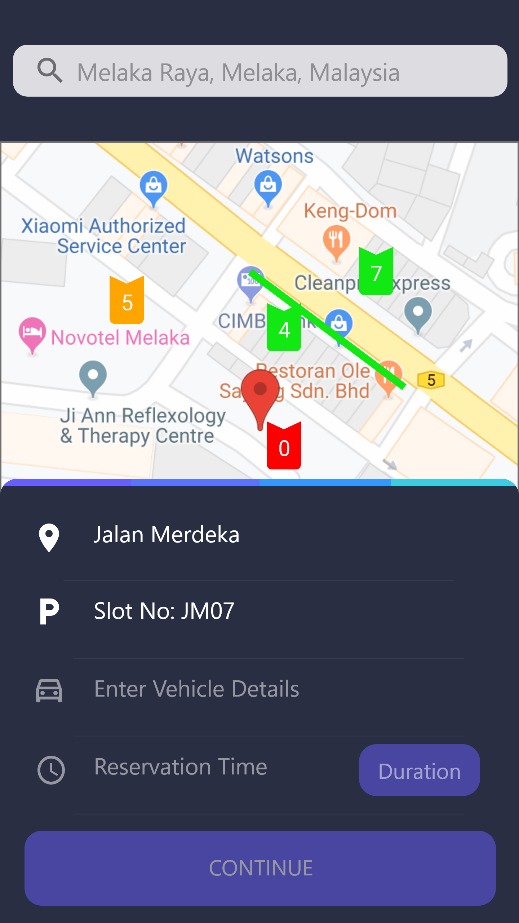 Melaka Raya, Melaka, Malaysia
Watsons
Keng-Dom
Xiaomi Authorized
Service Center
7
Cleanpr Express
5
CIMB Bank
4
Novotel Melaka
Restoran Ole
Sayang Sdn. Bhd
5
Ji Ann Reflexology
& Therapy Centre
0
Jalan Merdeka
P
Slot No: JM07
Enter Vehicle Details
Reservation Time
Duration
CONTINUE